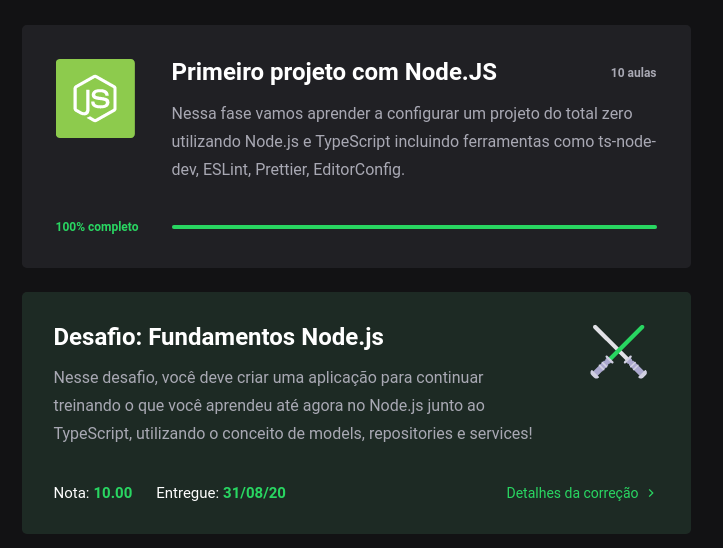 JS
Primeiro projeto com Node.JS
10 aulas
Nessa fase vamos aprender a configurar um projeto do total zero
utilizando Node.js e TypeScript incluindo ferramentas como ts-node-
dev, ESLint, Prettier, EditorConfig.
100% completo
Desafio: Fundamentos Node.js
Nesse desafio, você deve criar uma aplicação para continuar
treinando o que você aprendeu até agora no Node.js junto ao
TypeScript, utilizando o conceito de models, repositories e services!
Nota: 10.00 Entregue: 31/08/20 Detalhes da correção